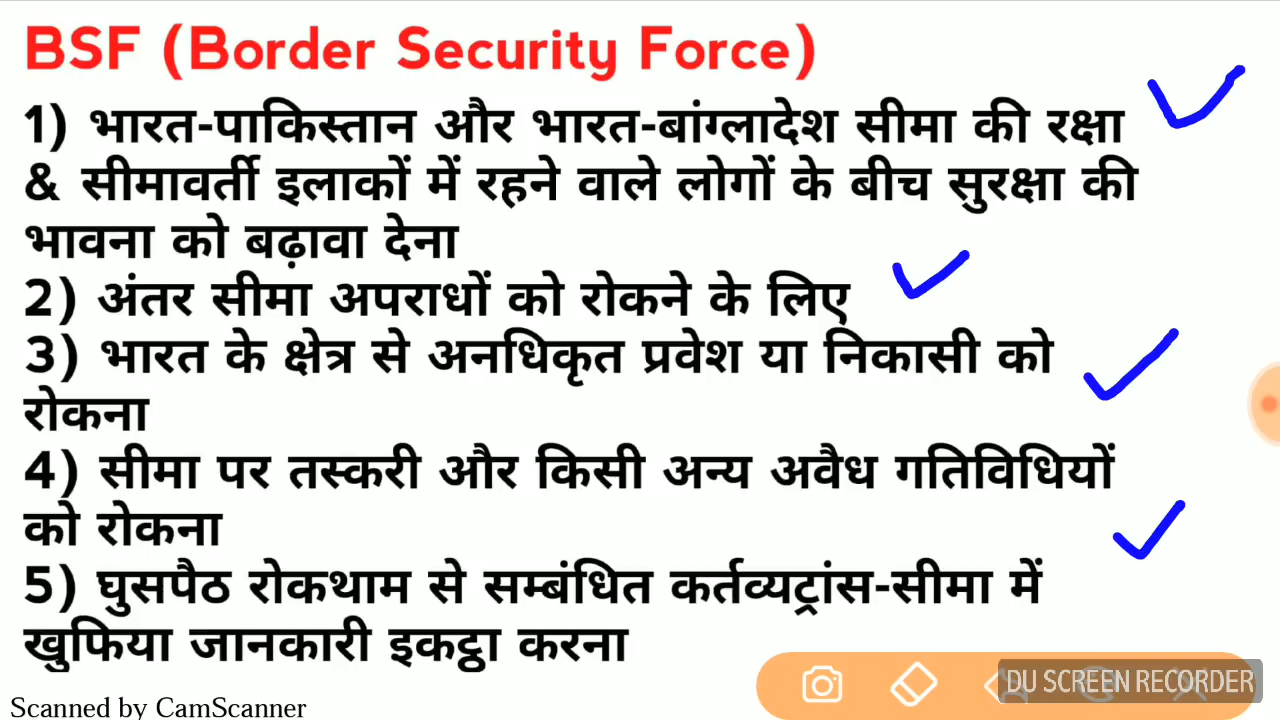 BSF (Border Security Force)
1) भारत-पाकिस्तान और भारत-बांग्लादेश सीमा की रक्षा
& सीमावर्ती इलाकों में रहने वाले लोगों के बीच सुरक्षा की
भावना को बढ़ावा देना
2) अंतर सीमा अपराधों को रोकने के लिए
3) भारत के क्षेत्र से अनधिकृत प्रवेश या निकासी को
रोकना
4) सीमा पर तस्करी और किसी अन्य अवैध गतिविधियों
को रोकना
5) घुसपैठ रोकथाम से सम्बंधित कर्तव्यट्रांस-सीमा में
खुफिया जानकारी इकट्ठा करना
DU SCREEN RECORDER
Scanned by CamScanner